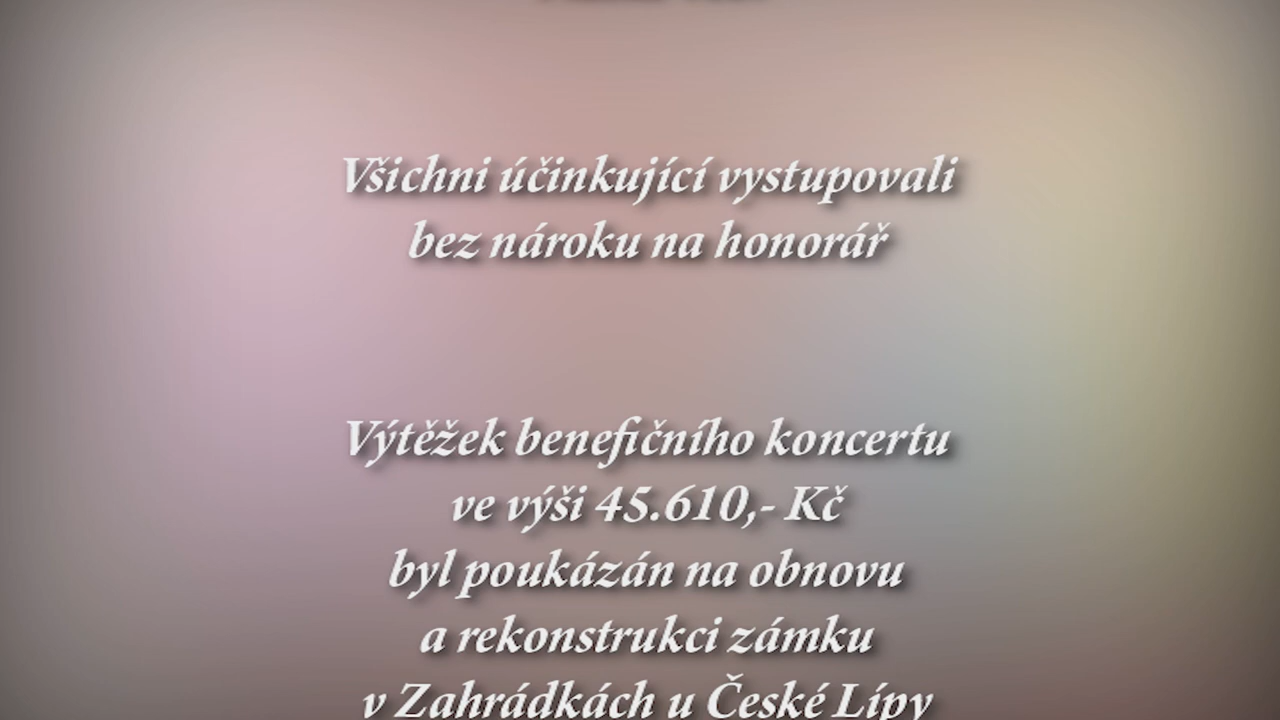 Všichni účinkující vystupovali
bez nároku na honorář
Výtěžek benefičního koncertu
ve výši 45.610,- Kč
byl poukázán na obnovu
a rekonstrukci zámku
v Zahrádkách u České Lípy